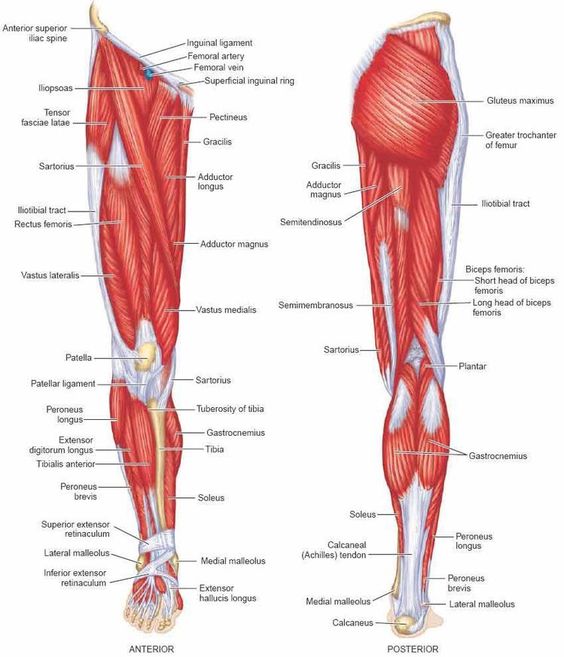 Anterior superior
iliac spine
Inguinal ligament
Femoral artery
Femoral vein
Superficial inguinal ring
Iliopsoas
Tensor
fasciae latae
Pectineus
Gracilis
Sartorius
Adductor
longus
Iliotibial tract
Rectus femoris
Adductor magnus
Vastus lateralis
Vastus medialis
Patella
Patellar ligament
Sartorius
Peroneus
longus
Tuberosity of tibia
Extensor
digitorum longus
Gastrocnemius
Tibialis anterior
Tibia
Peroneus
brevis
Soleus
Superior extensor
retinaculum
Lateral malleolus
Medial malleolus
Inferior extensor
retinaculum
Extensor
hallucis longus
ANTERIOR
Gluteus maximus
Greater trochanter
of femur
Gracilis
Adductor
magnus
Semitendinosus
Iliotibial tract
Biceps femoris:
Short head of biceps
femoris
Long head of biceps
femoris
Semimembranosus
Sartorius
Plantar
Gastrocnemius
Soleus
Calcaneal
(Achilles) tendon
Peroneus
longus
Peroneus
brevis
Medial malleolus
Lateral malleolus
Calcaneus
POSTERIOR